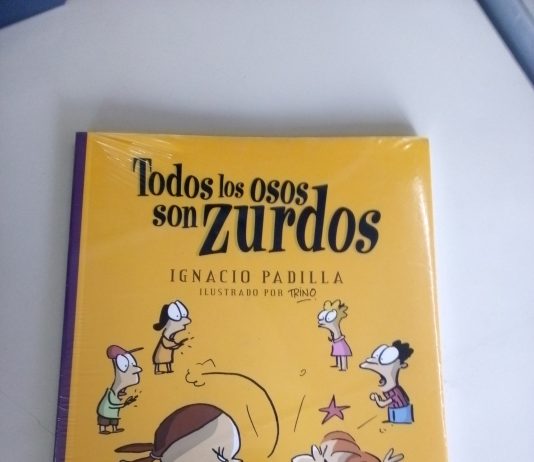 Todos los osos
son zurdos
IGNACIO PADILLA
ILUSTRADO POR TRINO